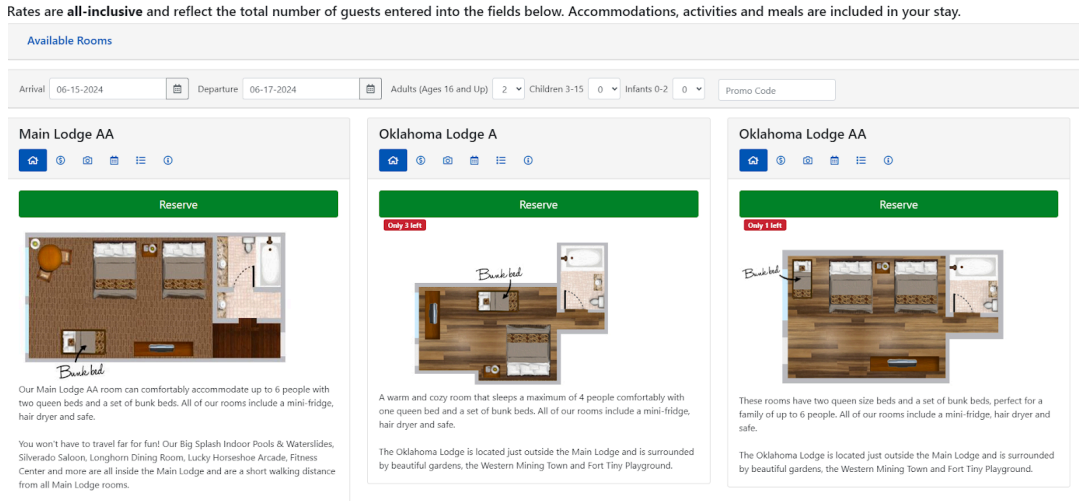 Rates are all-inclusive and reflect the total number of guests entered into the fields below. Accommodations, activities and meals are included in your stay.
Available Rooms
Arrival 06-15-2024 Departure 06-17-2024 Adults (Ages 16 and Up) 2 Children 3-15 0 Infants 0-2 0 Promo Code
Main Lodge AA
Reserve
Bunk bed
Our Main Lodge AA room can comfortably accommodate up to 6 people with
two queen beds and a set of bunk beds. All of our rooms include a mini-fridge,
hair dryer and safe.
You won't have to travel far for fun! Our Big Splash Indoor Pools & Waterslides,
Silverado Saloon, Longhorn Dining Room, Lucky Horseshoe Arcade, Fitness
Center and more are all inside the Main Lodge and are a short walking distance
from all Main Lodge rooms.
Oklahoma Lodge A
Reserve
Only 3 left
Bunk bed
A warm and cozy room that sleeps a maximum of 4 people comfortably with
one queen bed and a set of bunk beds. All of our rooms include a mini-fridge,
hair dryer and safe.
The Oklahoma Lodge is located just outside the Main Lodge and is surrounded
by beautiful gardens, the Western Mining Town and Fort Tiny Playground.
Oklahoma Lodge AA
Reserve
Only 1 left
Bunk bed
These rooms have two queen size beds and a set of bunk beds, perfect for a
family of up to 6 people. All of our rooms include a mini-fridge, hair dryer and
safe.
The Oklahoma Lodge is located just outside the Main Lodge and is surrounded
by beautiful gardens, the Western Mining Town and Fort Tiny Playground.